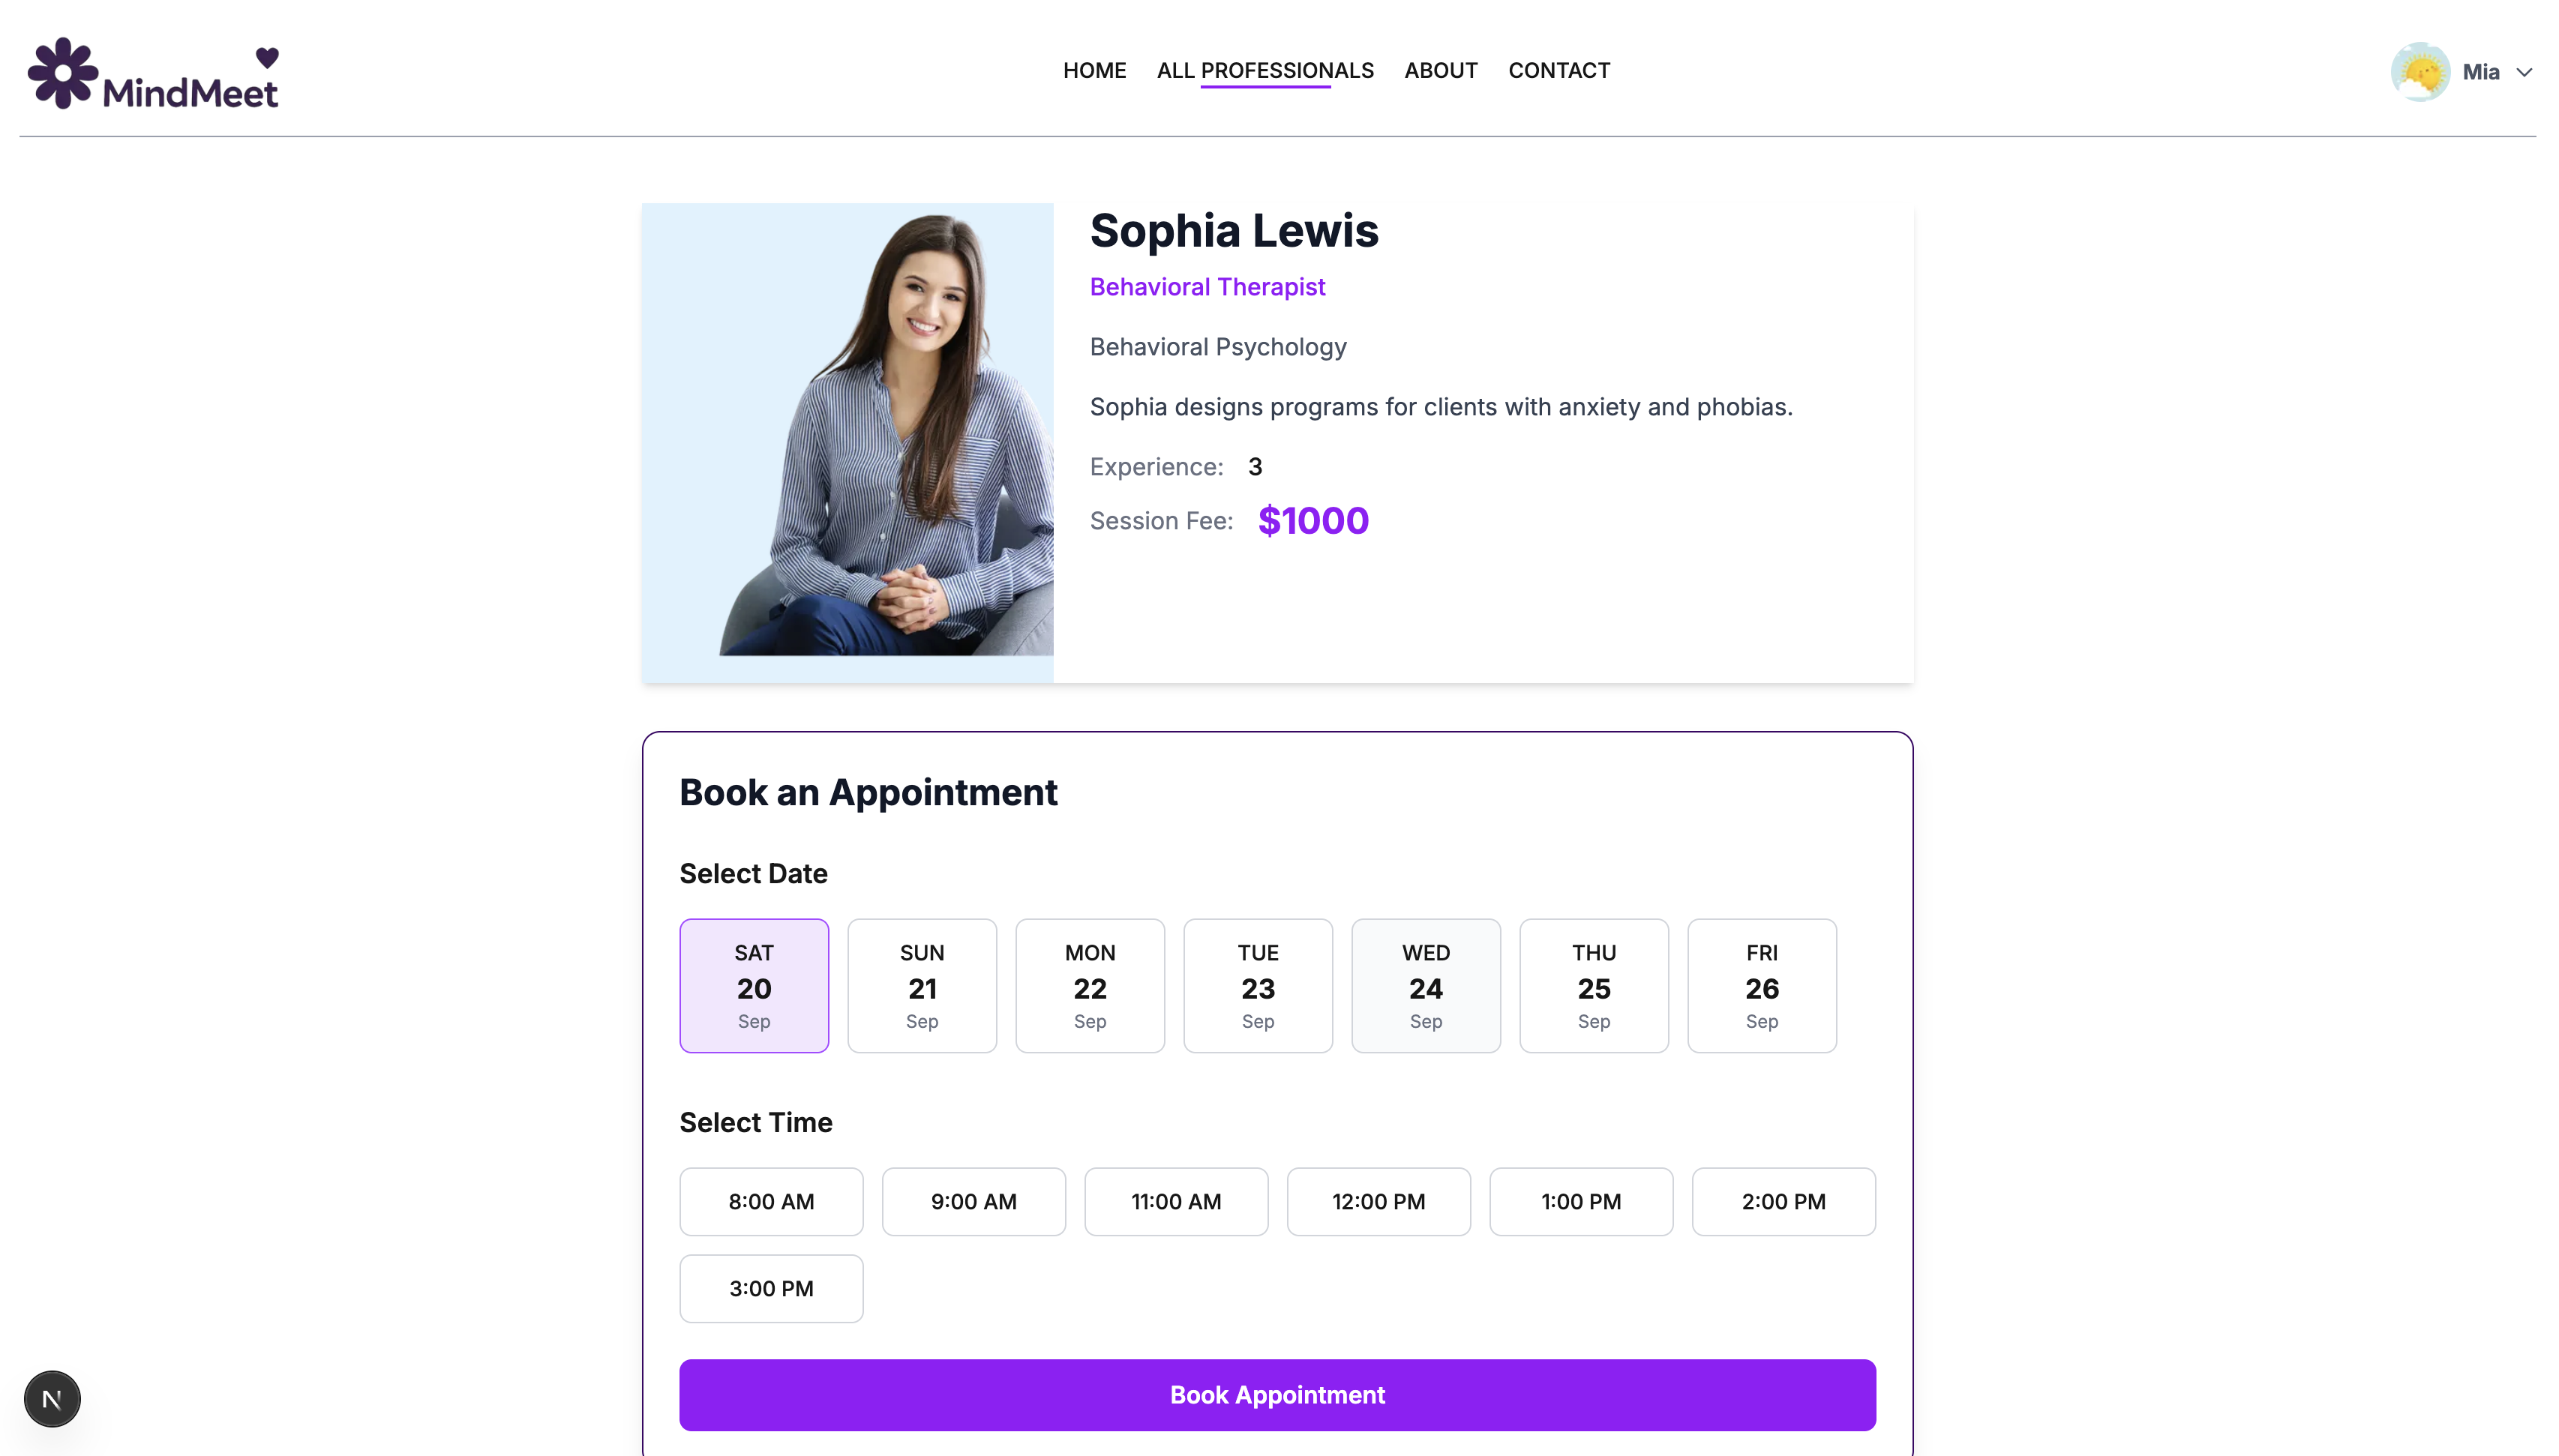 MindMeet
HOME ALL PROFESSIONALS ABOUT CONTACT
Mia
Sophia Lewis
Behavioral Therapist
Behavioral Psychology
Sophia designs programs for clients with anxiety and phobias.
Experience: 3
Session Fee: $1000
Book an Appointment
Select Date
SAT SUN MON TUE WED THU FRI
20 21 22 23 24 25 26
Sep Sep Sep Sep Sep Sep Sep
Select Time
8:00 AM 9:00 AM 11:00 AM 12:00 PM 1:00 PM 2:00 PM
3:00 PM
Book Appointment
N